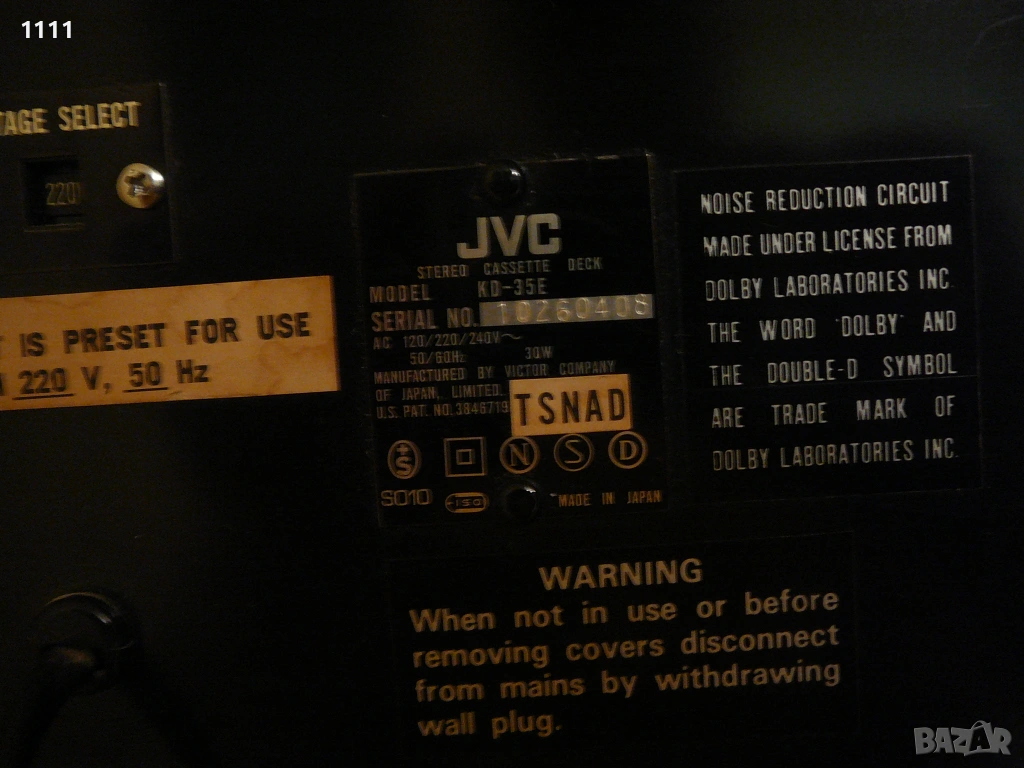 1111
TAGE SELECT
220
IS PRESET FOR USE
220 V, 50 Hz
JVC
STEREO CASSETTE DECK
MODEL KD-35E
SERIAL NO. 10260408
AC 120/220/240V~
50/60Hz 30W
MANUFACTURED BY VICTOR COMPANY
OF JAPAN, LIMITED.
U.S. PAT. NO. 3846719
TSNAD
S N S D
S010
MADE IN JAPAN
NOISE REDUCTION CIRCUIT
MADE UNDER LICENSE FROM
DOLBY LABORATORIES INC.
THE WORD 'DOLBY' AND
THE DOUBLE-D SYMBOL
ARE TRADE MARK OF
DOLBY LABORATORIES INC.
WARNING
When not in use or before
removing covers disconnect
from mains by withdrawing
wall plug.
BAZAR